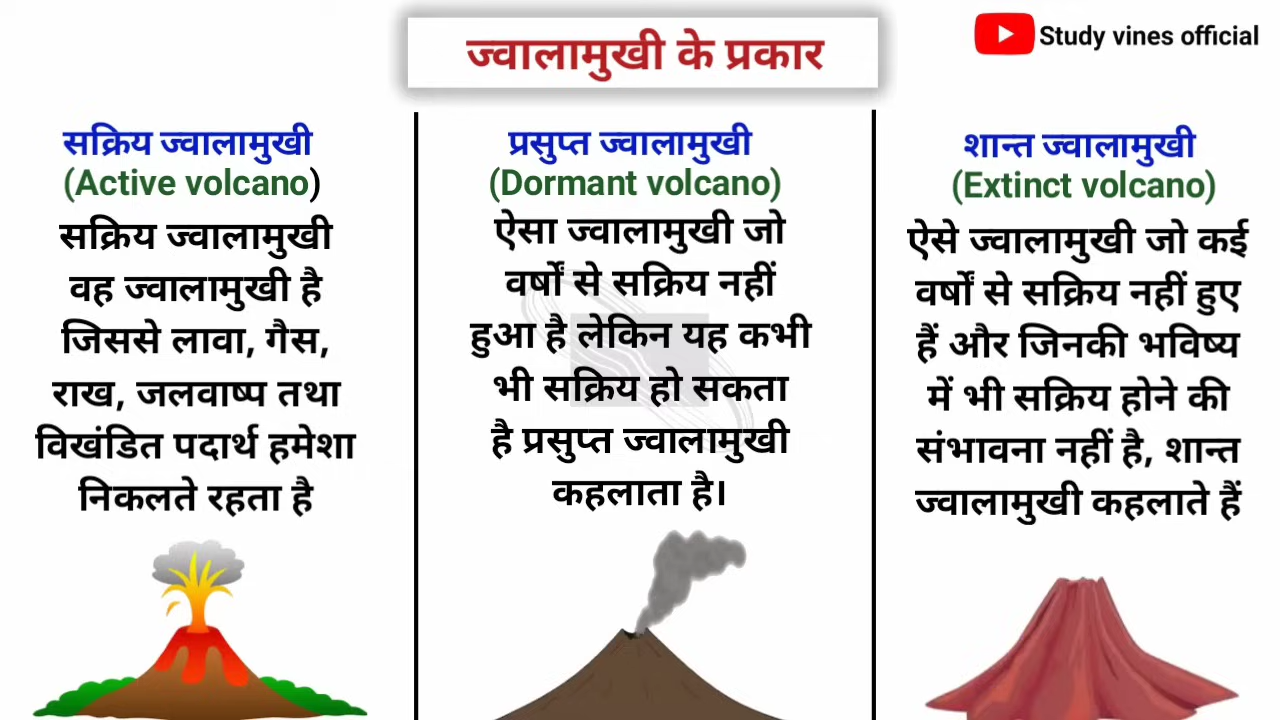 ज्वालामुखी के प्रकार
Study vines official
सक्रिय ज्वालामुखी
(Active volcano)
सक्रिय ज्वालामुखी
वह ज्वालामुखी है
जिससे लावा, गैस,
राख, जलवाष्प तथा
विखंडित पदार्थ हमेशा
निकलते रहता है
प्रसुप्त ज्वालामुखी
(Dormant volcano)
ऐसा ज्वालामुखी जो
वर्षों से सक्रिय नहीं
हुआ है लेकिन यह कभी
भी सक्रिय हो सकता
है प्रसुप्त ज्वालामुखी
कहलाता है।
शान्त ज्वालामुखी
(Extinct volcano)
ऐसे ज्वालामुखी जो कई
वर्षों से सक्रिय नहीं हुए
हैं और जिनकी भविष्य
में भी सक्रिय होने की
संभावना नहीं है, शान्त
ज्वालामुखी कहलाते हैं